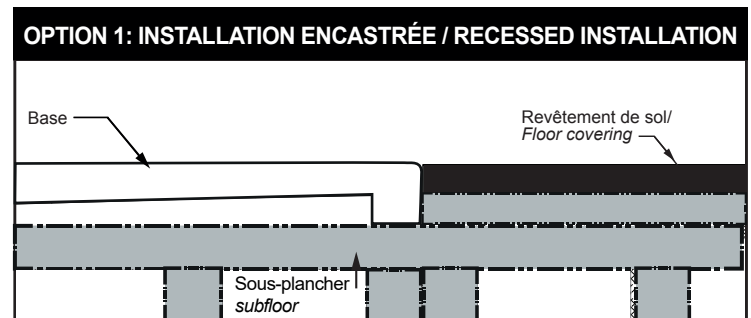 OPTION 1: INSTALLATION ENCASTRÉE / RECESSED INSTALLATION
Base
Revêtement de sol/
Floor covering
Sous-plancher
subfloor